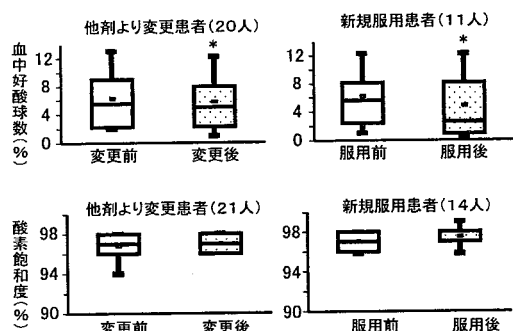 他剤より変更患者(20人)
血中好酸球数(%)
12
8
4
0
*
変更前
変更後
新規服用患者(11人)
12
8
4
0
*
服用前
服用後
他剤より変更患者(21人)
酸素飽和度(%)
98
94
90
変更前
変更後
新規服用患者(14人)
98
94
90
服用前
服用後